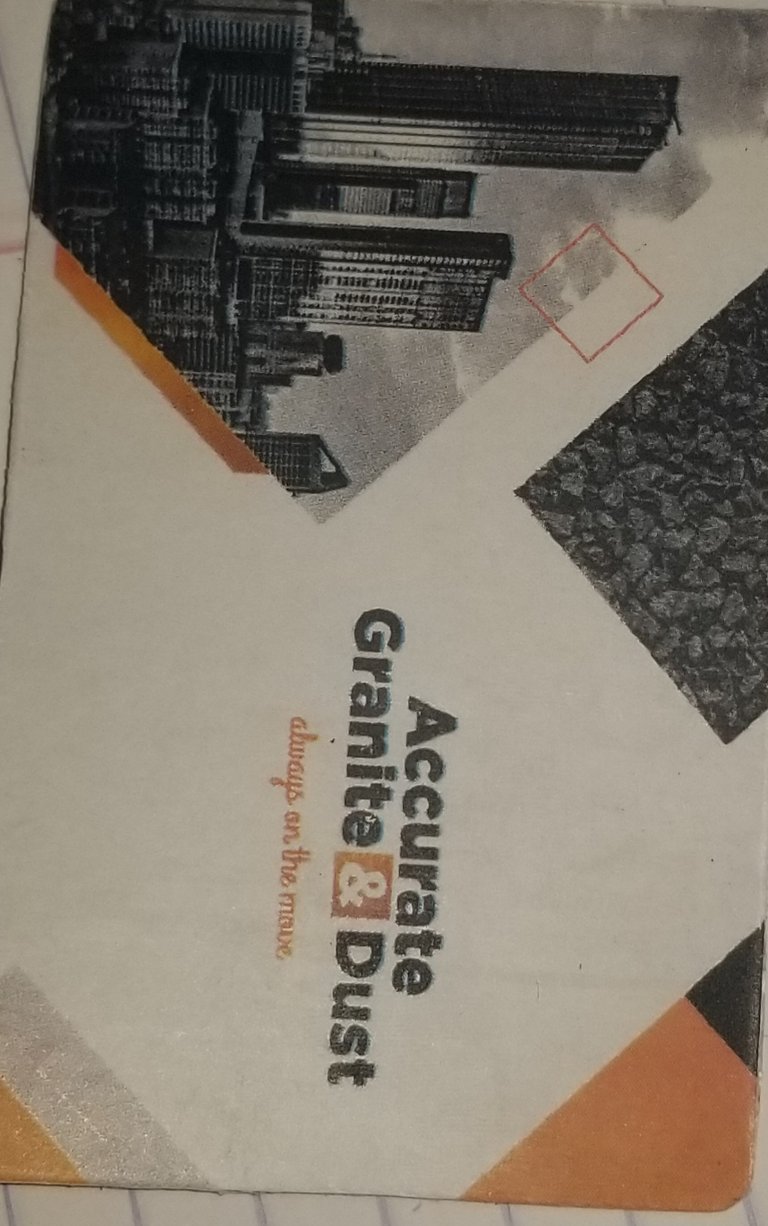 Accurate
Granite & Dust
always on the move